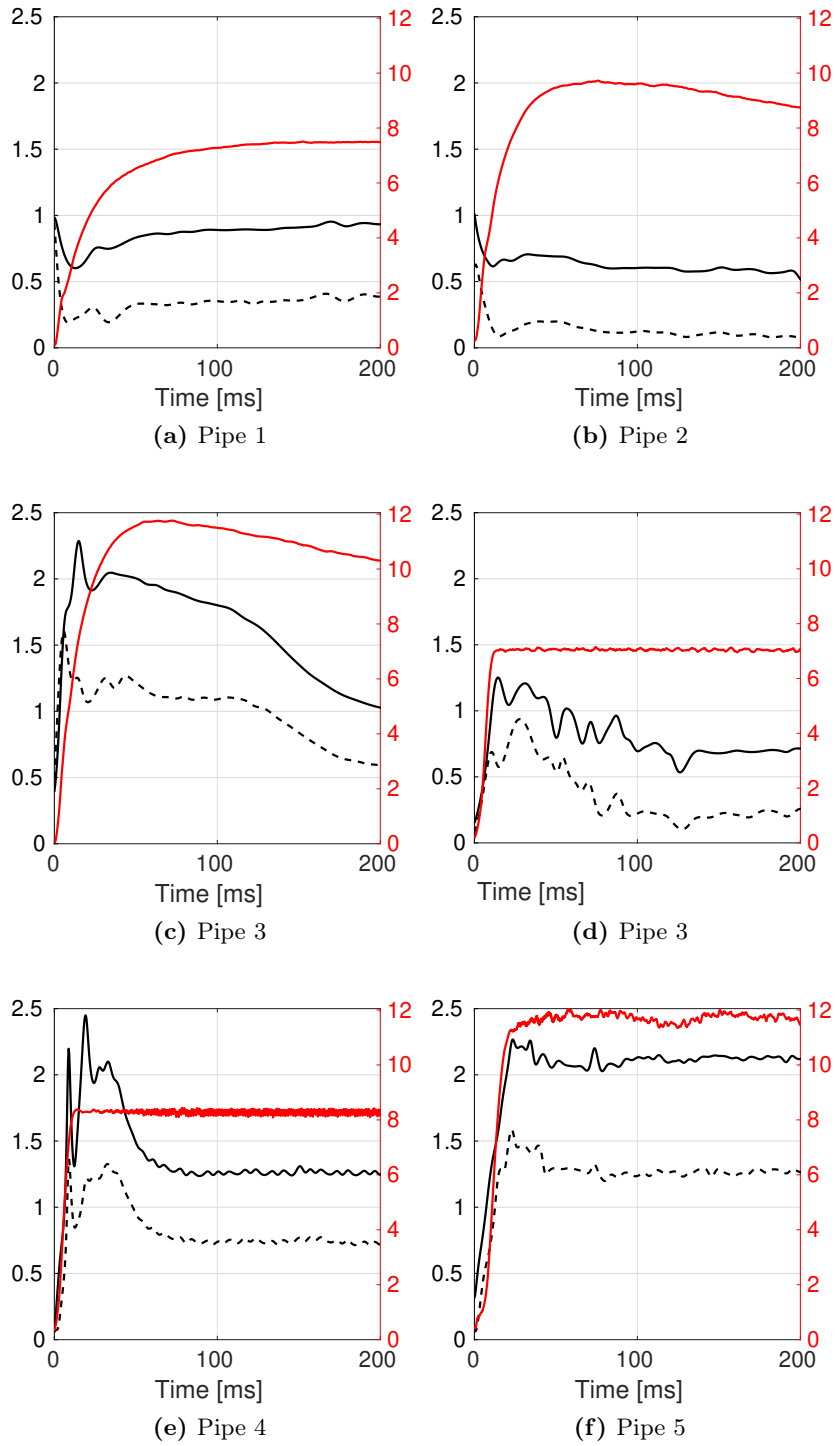 2.5 12 2.5 12
10 10
2 2
8 8
1.5 1.5
6 6
1 1
4 4
0.5 0.5
2 2
0 0 0 0
0 100 200 0 100 200
Time [ms] Time [ms]
(a) Pipe 1 (b) Pipe 2
2.5 12 2.5 12
2 10 2 10
1.5 8 1.5 8
6 6
1 1
4 4
0.5 2 0.5 2
0 0 0 0
0 100 200 0 100 200
Time [ms] Time [ms]
(c) Pipe 3 (d) Pipe 3
2.5 12 2.5 12
2 10 2 10
1.5 8 1.5 8
6 6
1 1
4 4
0.5 2 0.5 2
0 0 0 0
0 100 200 0 100 200
Time [ms] Time [ms]
(e) Pipe 4 (f) Pipe 5